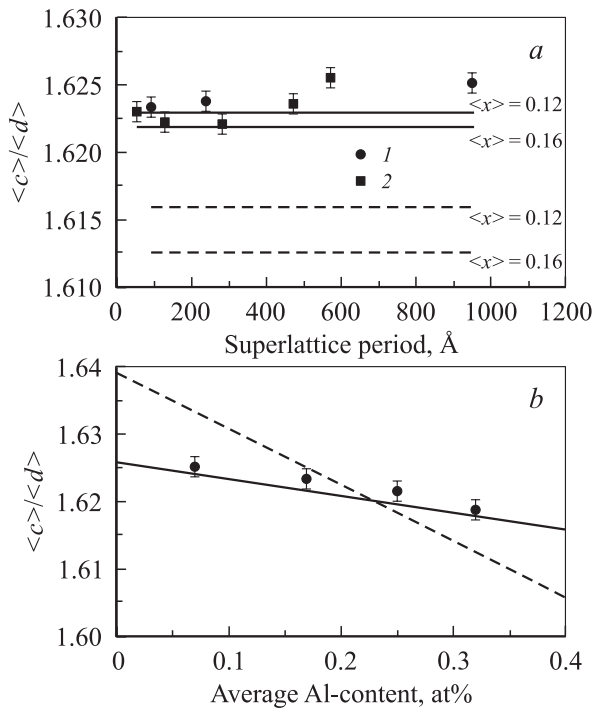 1.630
a
1.625
<x> = 0.12
<x> = 0.16
1.620
1
2
<c>/<d>
1.615
<x> = 0.12
<x> = 0.16
1.610
0 200 400 600 800 1000 1200
Superlattice period, Å
1.64
b
1.63
<c>/<d>
1.62
1.61
1.60
0 0.1 0.2 0.3 0.4
Average Al-content, at%